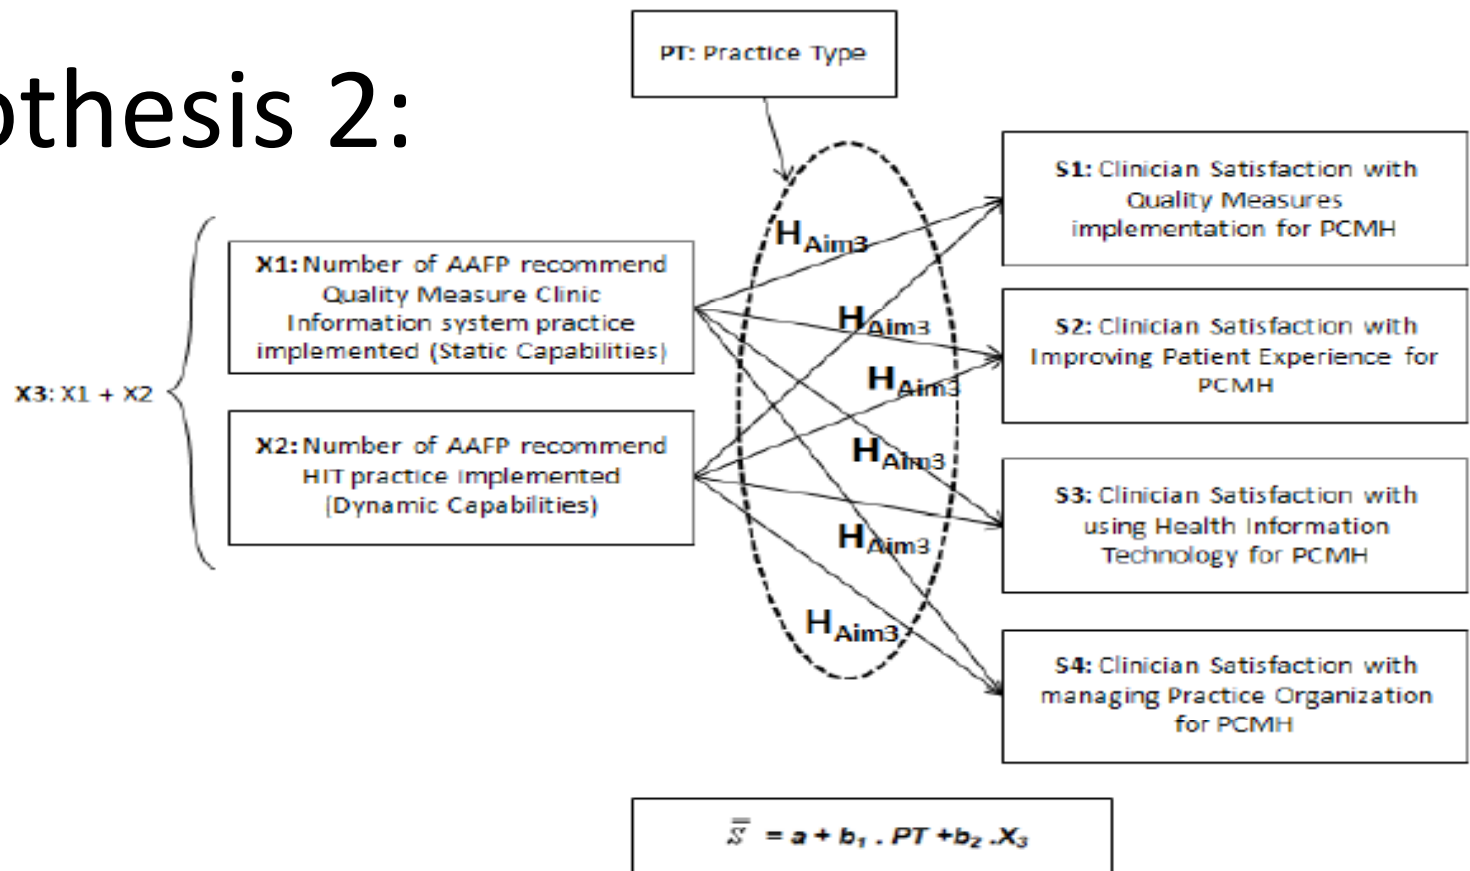 othesis 2:
PT: Practice Type
X3: X1 + X2
X1: Number of AAFP recommend
Quality Measure Clinic
Information system practice
implemented (Static Capabilities)
X2: Number of AAFP recommend
HIT practice implemented
(Dynamic Capabilities)
H Aim3
H Aim3
H Aim3
H Aim3
H Aim3
H Aim3
S1: Clinician Satisfaction with
Quality Measures
implementation for PCMH
S2: Clinician Satisfaction with
Improving Patient Experience for
PCMH
S3: Clinician Satisfaction with
using Health Information
Technology for PCMH
S4: Clinician Satisfaction with
managing Practice Organization
for PCMH
S̿ = a + b₁ . PT +b₂ .X₃